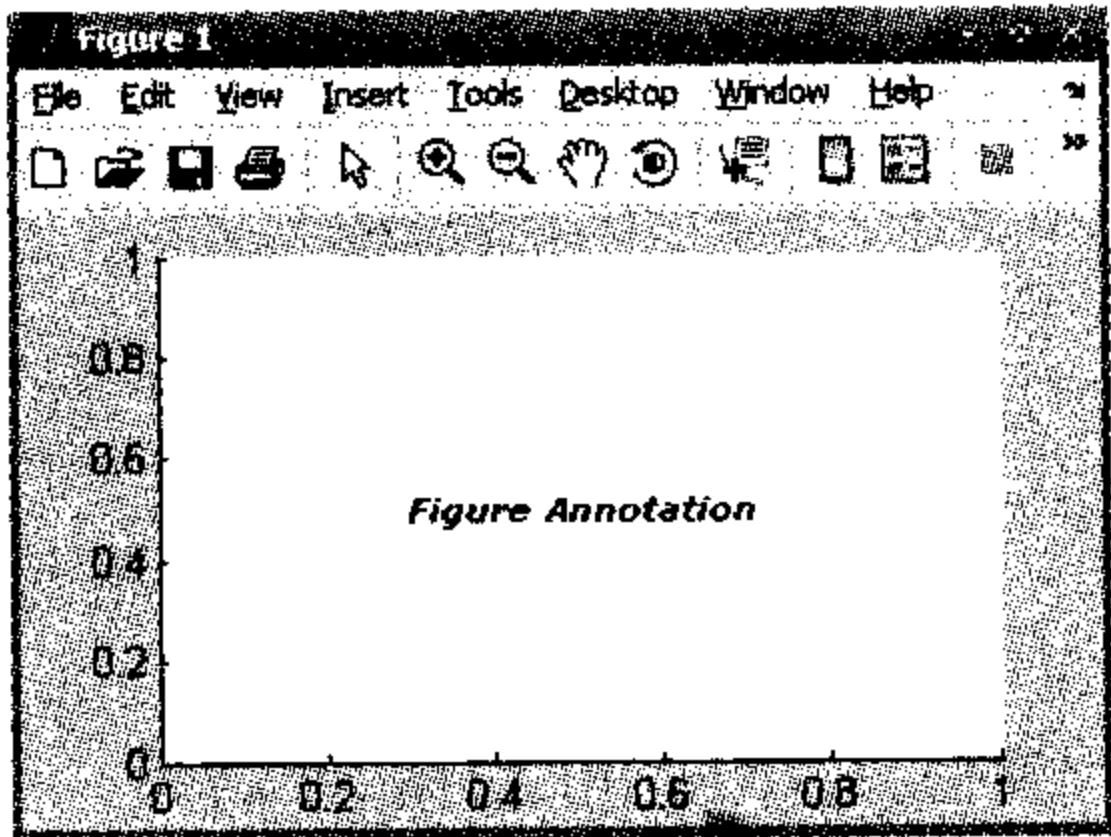 Figure 1
File Edit View Insert Tools Desktop Window Help
1
0.8
0.6
Figure Annotation
0.4
0.2
0
0 0.2 0.4 0.6 0.8 1